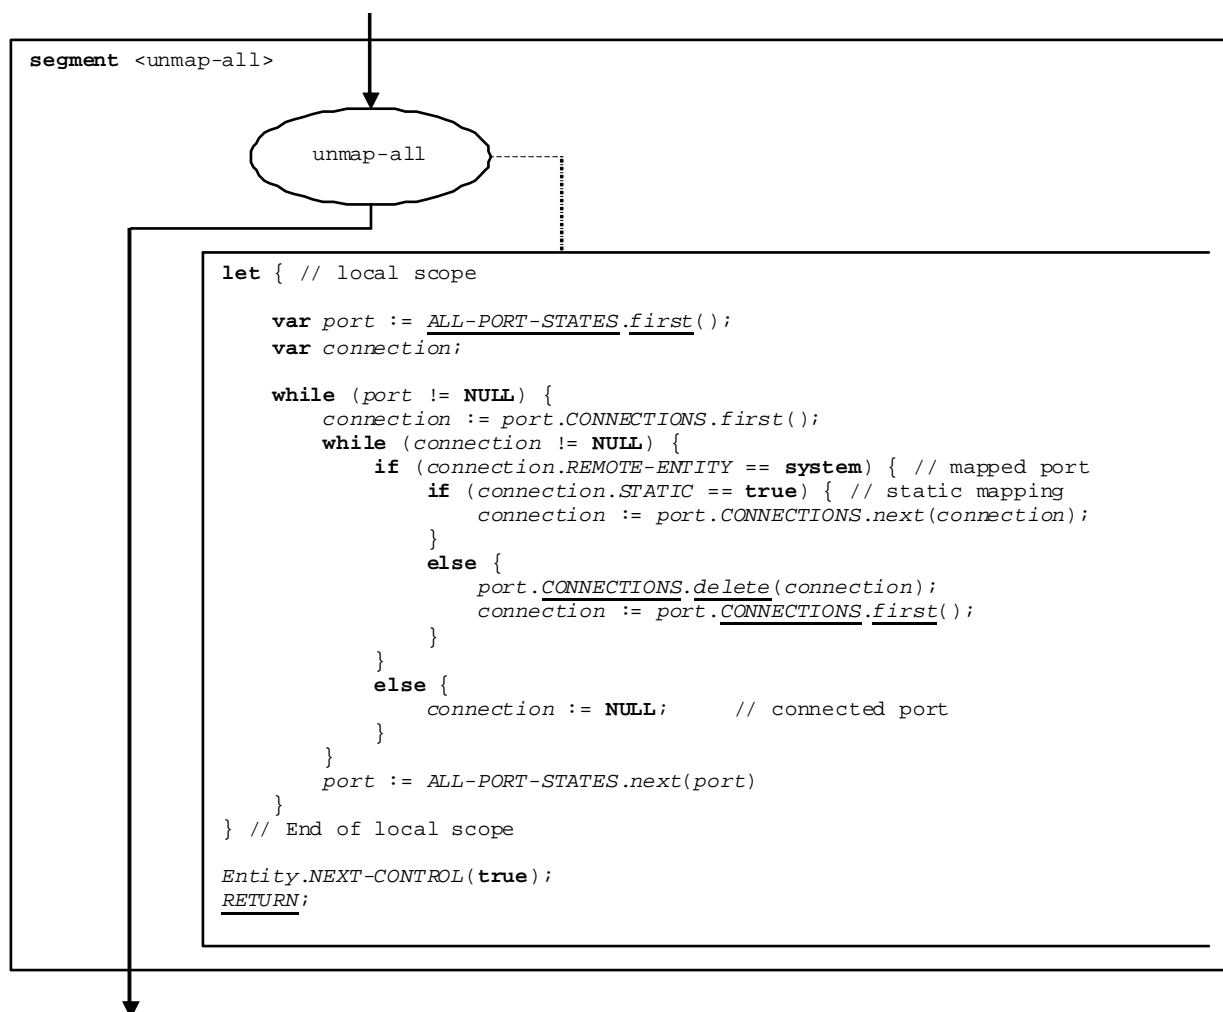 segment <unmap-all>
unmap-all
let { // local scope
var port := ALL-PORT-STATES.first();
var connection;
while (port != NULL) {
connection := port.CONNECTIONS.first();
while (connection != NULL) {
if (connection.REMOTE-ENTITY == system) { // mapped port
if (connection.STATIC == true) { // static mapping
connection := port.CONNECTIONS.next(connection);
}
else {
port.CONNECTIONS.delete(connection);
connection := port.CONNECTIONS.first();
}
}
else {
connection := NULL; // connected port
}
}
port := ALL-PORT-STATES.next(port)
}
} // End of local scope
Entity.NEXT-CONTROL(true);
RETURN;